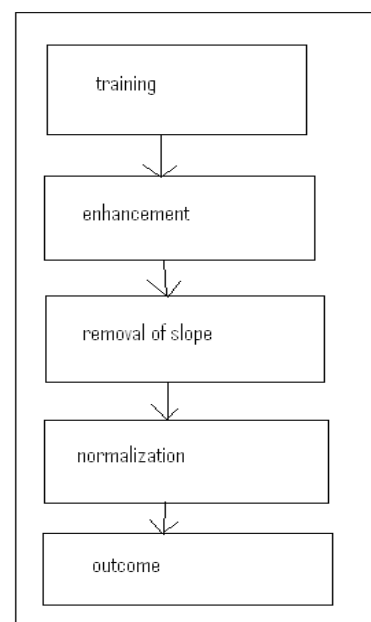 training
enhancement
removal of slope
normalization
outcome